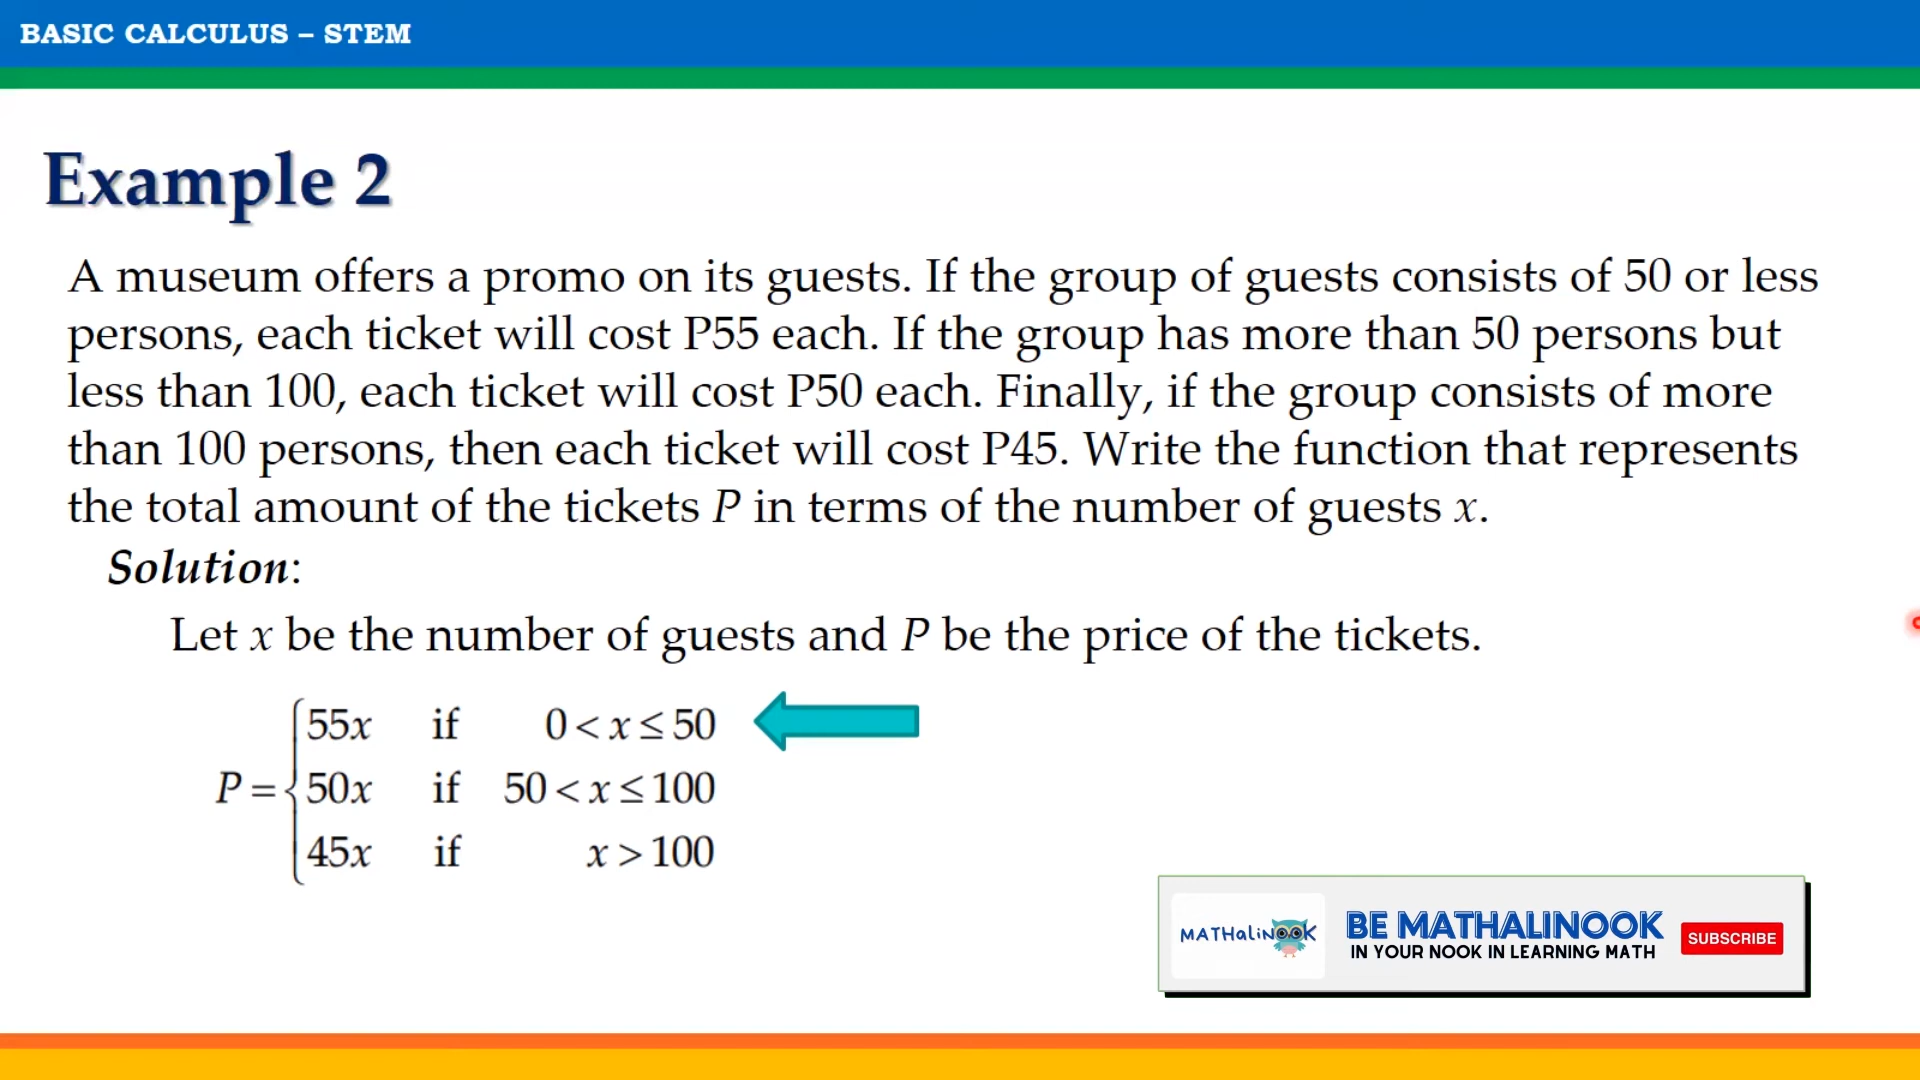 BASIC CALCULUS – STEM
Example 2
A museum offers a promo on its guests. If the group of guests consists of 50 or less
persons, each ticket will cost P55 each. If the group has more than 50 persons but
less than 100, each ticket will cost P50 each. Finally, if the group consists of more
than 100 persons, then each ticket will cost P45. Write the function that represents
the total amount of the tickets P in terms of the number of guests x.
Solution:
Let x be the number of guests and P be the price of the tickets.
55x if 0 < x ≤ 50
P = { 50x if 50 < x ≤ 100
45x if x > 100
MATHaliNOOK
BE MATHALINOOK
IN YOUR NOOK IN LEARNING MATH
SUBSCRIBE